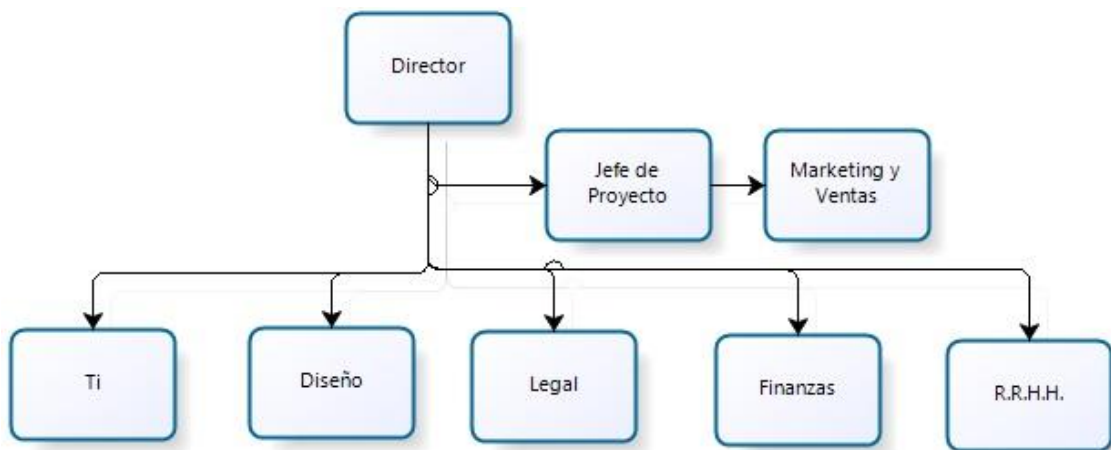 Director
Jefe de
Proyecto
Marketing y
Ventas
Ti
Diseño
Legal
Finanzas
R.R.H.H.